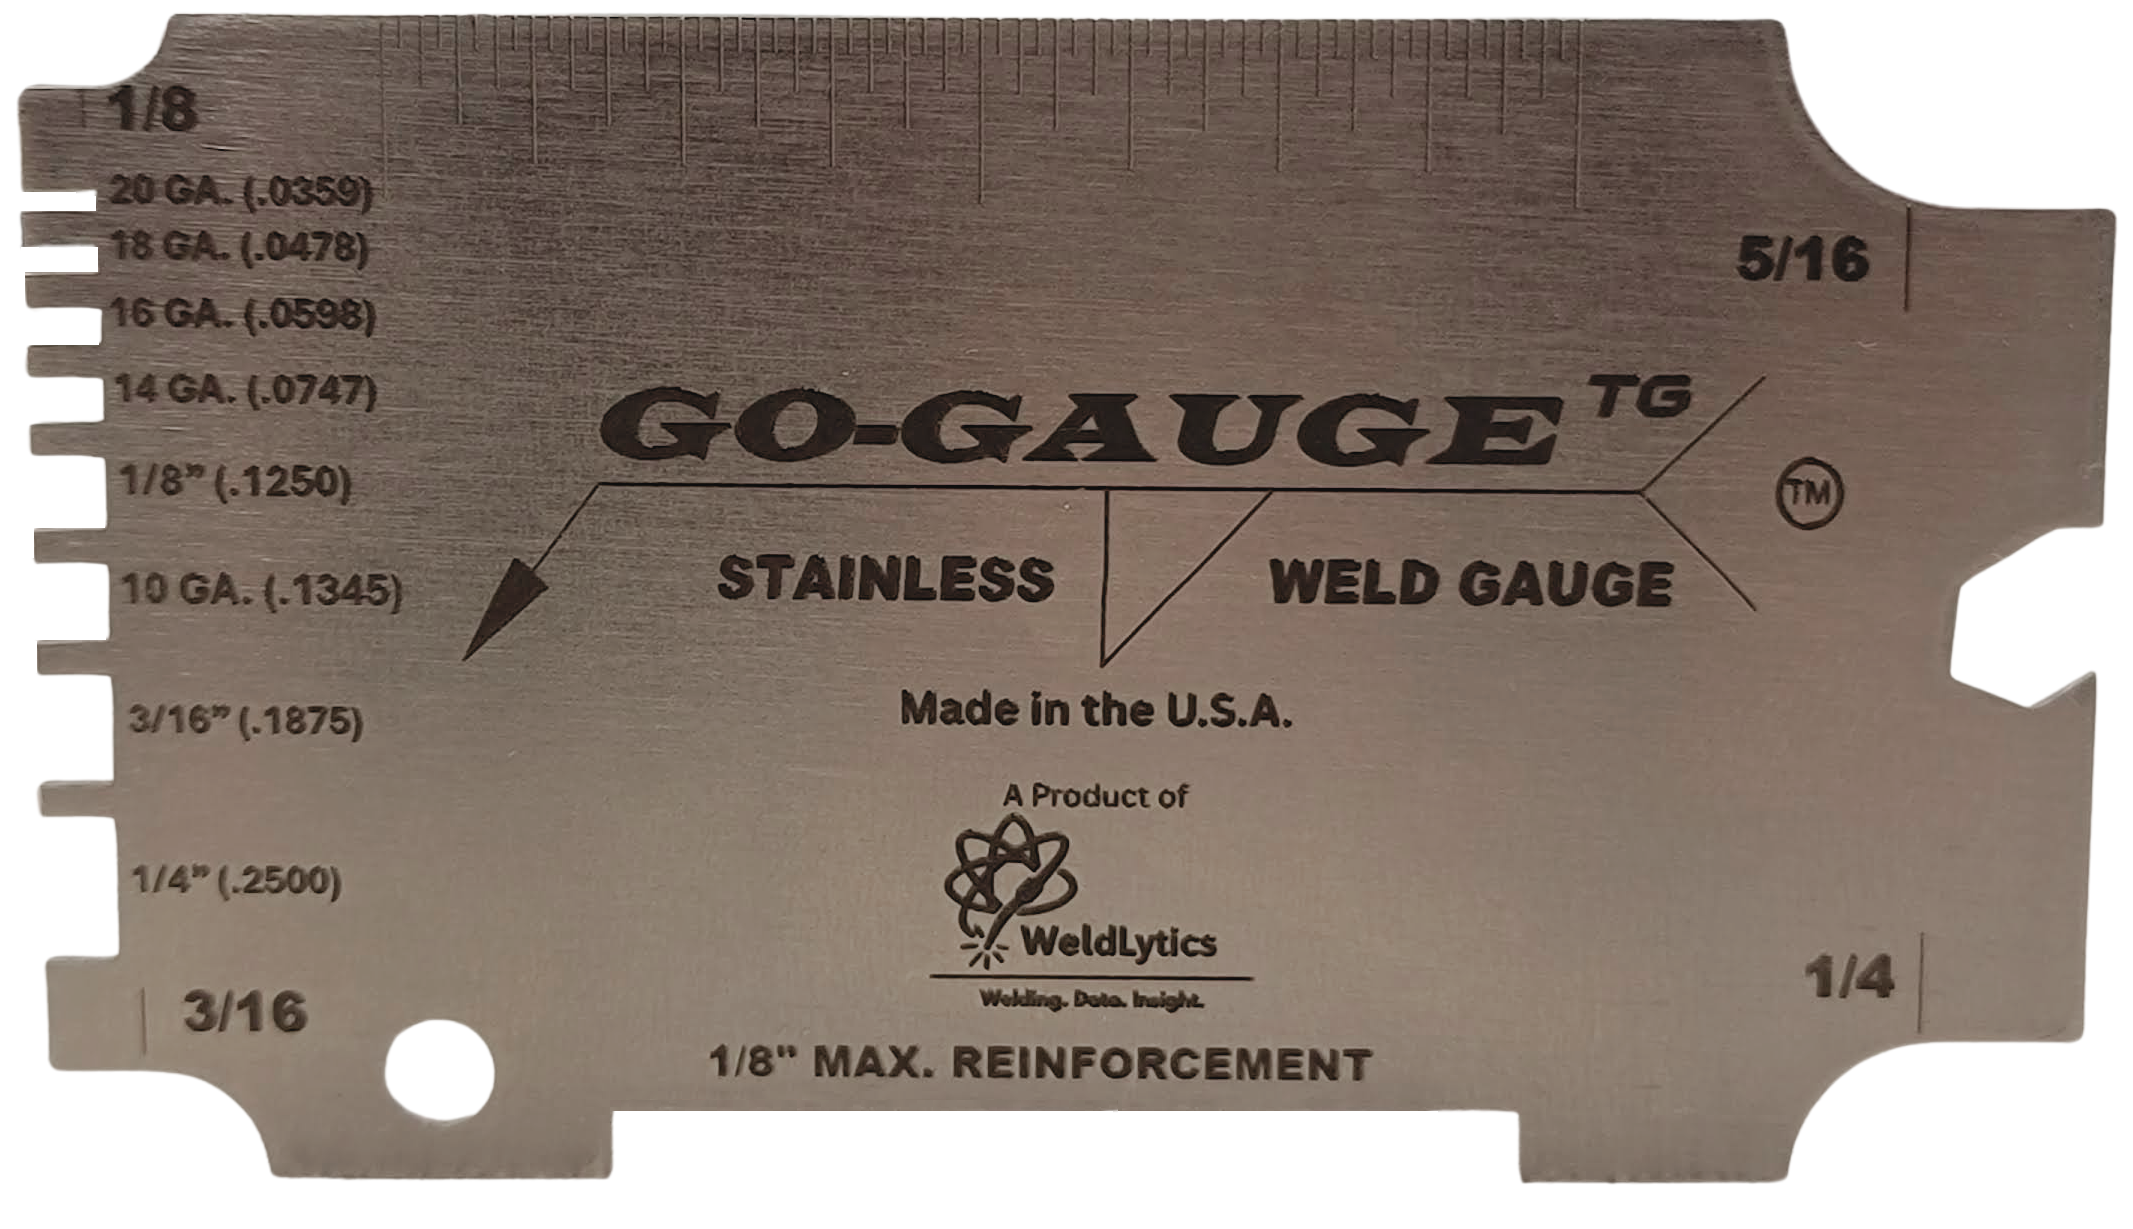 1/8
20 GA. (.0359)
18 GA. (.0478)
16 GA. (.0598)
14 GA. (.0747)
1/8” (.1250)
10 GA. (.1345)
3/16” (.1875)
1/4” (.2500)
3/16
5/16
GO-GAUGE TG
TM
STAINLESS WELD GAUGE
Made in the U.S.A.
A Product of
WeldLytics
Welding. Data. Insight.
1/4
1/8" MAX. REINFORCEMENT